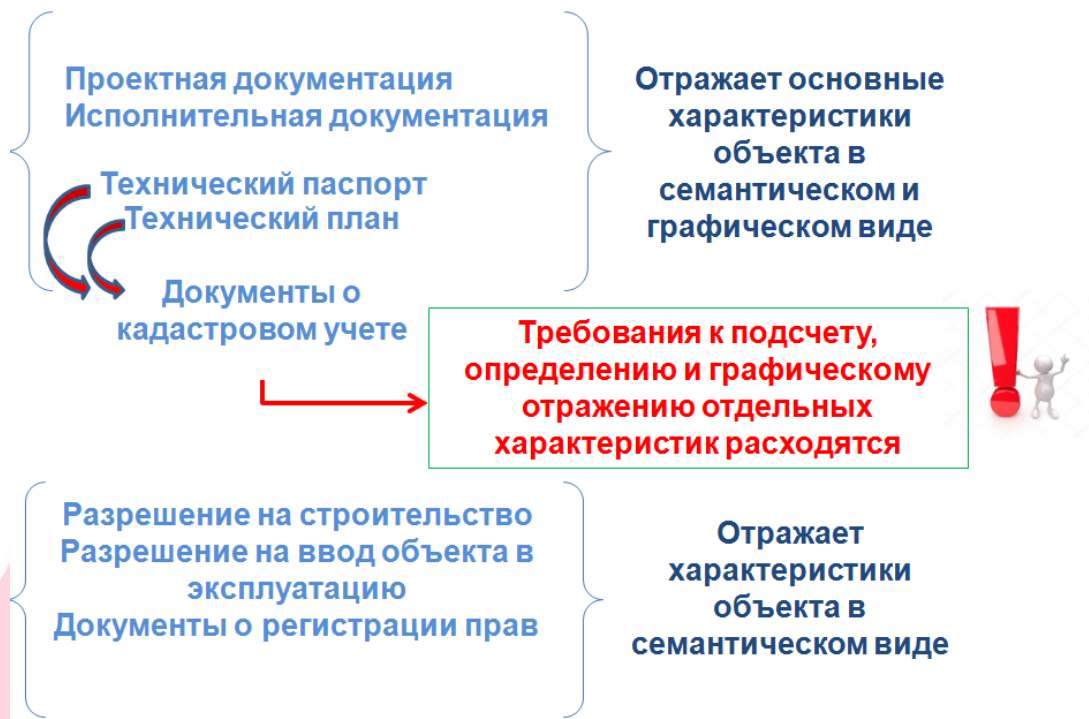 Проектная документация
Исполнительная документация
Технический паспорт
Технический план
Документы о
кадастровом учете
Отражает основные
характеристики
объекта в
семантическом и
графическом виде
Требования к подсчету,
определению и графическому
отражению отдельных
характеристик расходятся
Разрешение на строительство
Разрешение на ввод объекта в
эксплуатацию
Документы о регистрации прав
Отражает
характеристики
объекта в
семантическом виде